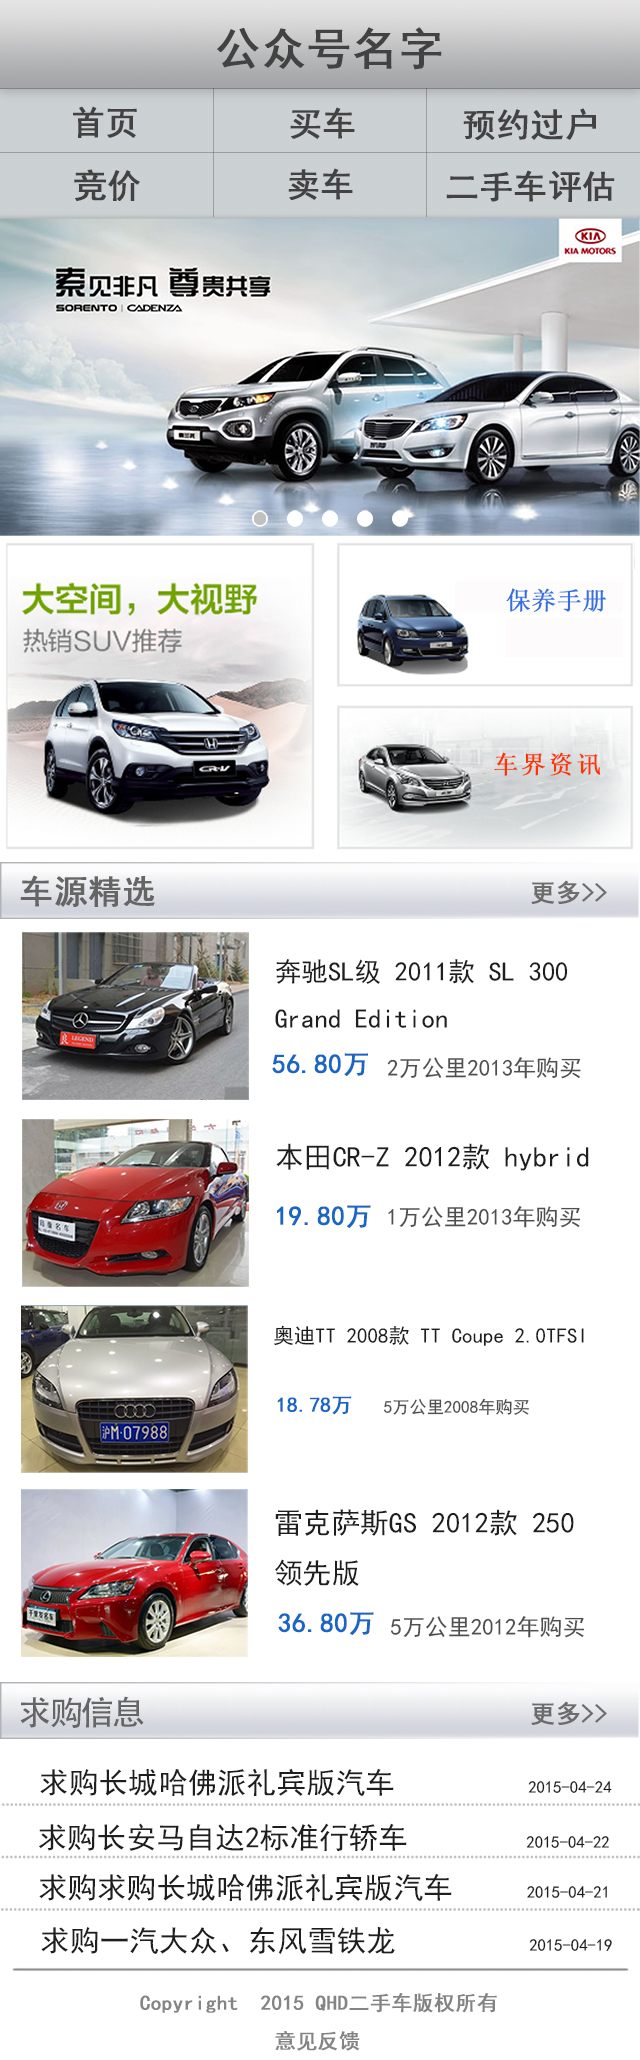 公众号名字
首页 买车 预约过户
竞价 卖车 二手车评估
KIA
KIA MOTORS
索见非凡 尊贵共享
SORENTO | CADENZA
大空间，大视野
热销SUV推荐
CR-V
保养手册
车界资讯
车源精选 更多>>
奔驰SL级 2011款 SL 300
Grand Edition
56.80万 2万公里2013年购买
LEGEND
本田CR-Z 2012款 hybrid
19.80万 1万公里2013年购买
奥迪TT 2008款 TT Coupe 2.0TFSI
18.78万 5万公里2008年购买
沪M·07988
雷克萨斯GS 2012款 250
领先版
36.80万 5万公里2012年购买
求购信息 更多>>
求购长城哈佛派礼宾版汽车 2015-04-24
求购长安马自达2标准行轿车 2015-04-22
求购求购长城哈佛派礼宾版汽车 2015-04-21
求购一汽大众、东风雪铁龙 2015-04-19
Copyright 2015 QHD二手车版权所有
意见反馈